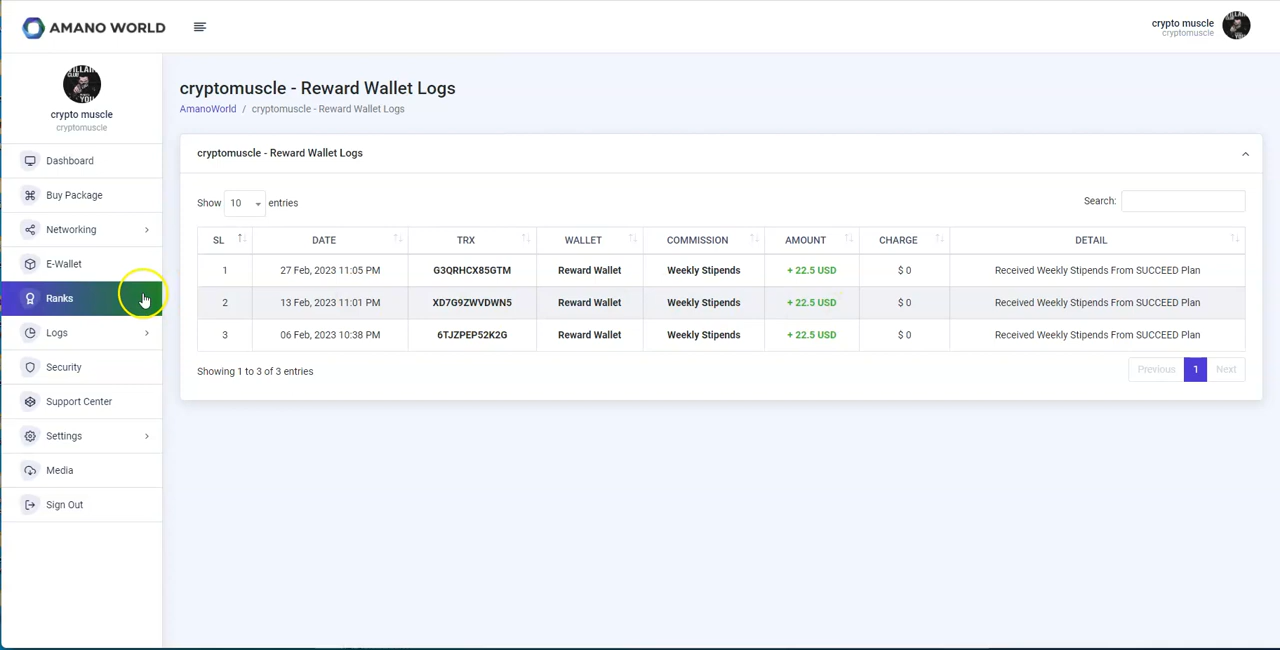 AMANO WORLD
crypto muscle
cryptomuscle
crypto muscle
cryptomuscle
Dashboard
Buy Package
Networking
E-Wallet
Ranks
Logs
Security
Support Center
Settings
Media
Sign Out
cryptomuscle - Reward Wallet Logs
AmanoWorld / cryptomuscle - Reward Wallet Logs
cryptomuscle - Reward Wallet Logs
Show 10 entries Search:
SL DATE TRX WALLET COMMISSION AMOUNT CHARGE DETAIL
1 27 Feb, 2023 11:05 PM G3QRHCX85GTM Reward Wallet Weekly Stipends + 22.5 USD $ 0 Received Weekly Stipends From SUCCEED Plan
2 13 Feb, 2023 11:01 PM XD7G9ZWVDWN5 Reward Wallet Weekly Stipends + 22.5 USD $ 0 Received Weekly Stipends From SUCCEED Plan
3 06 Feb, 2023 10:38 PM 6TJZPEP52K2G Reward Wallet Weekly Stipends + 22.5 USD $ 0 Received Weekly Stipends From SUCCEED Plan
Showing 1 to 3 of 3 entries
Previous 1 Next